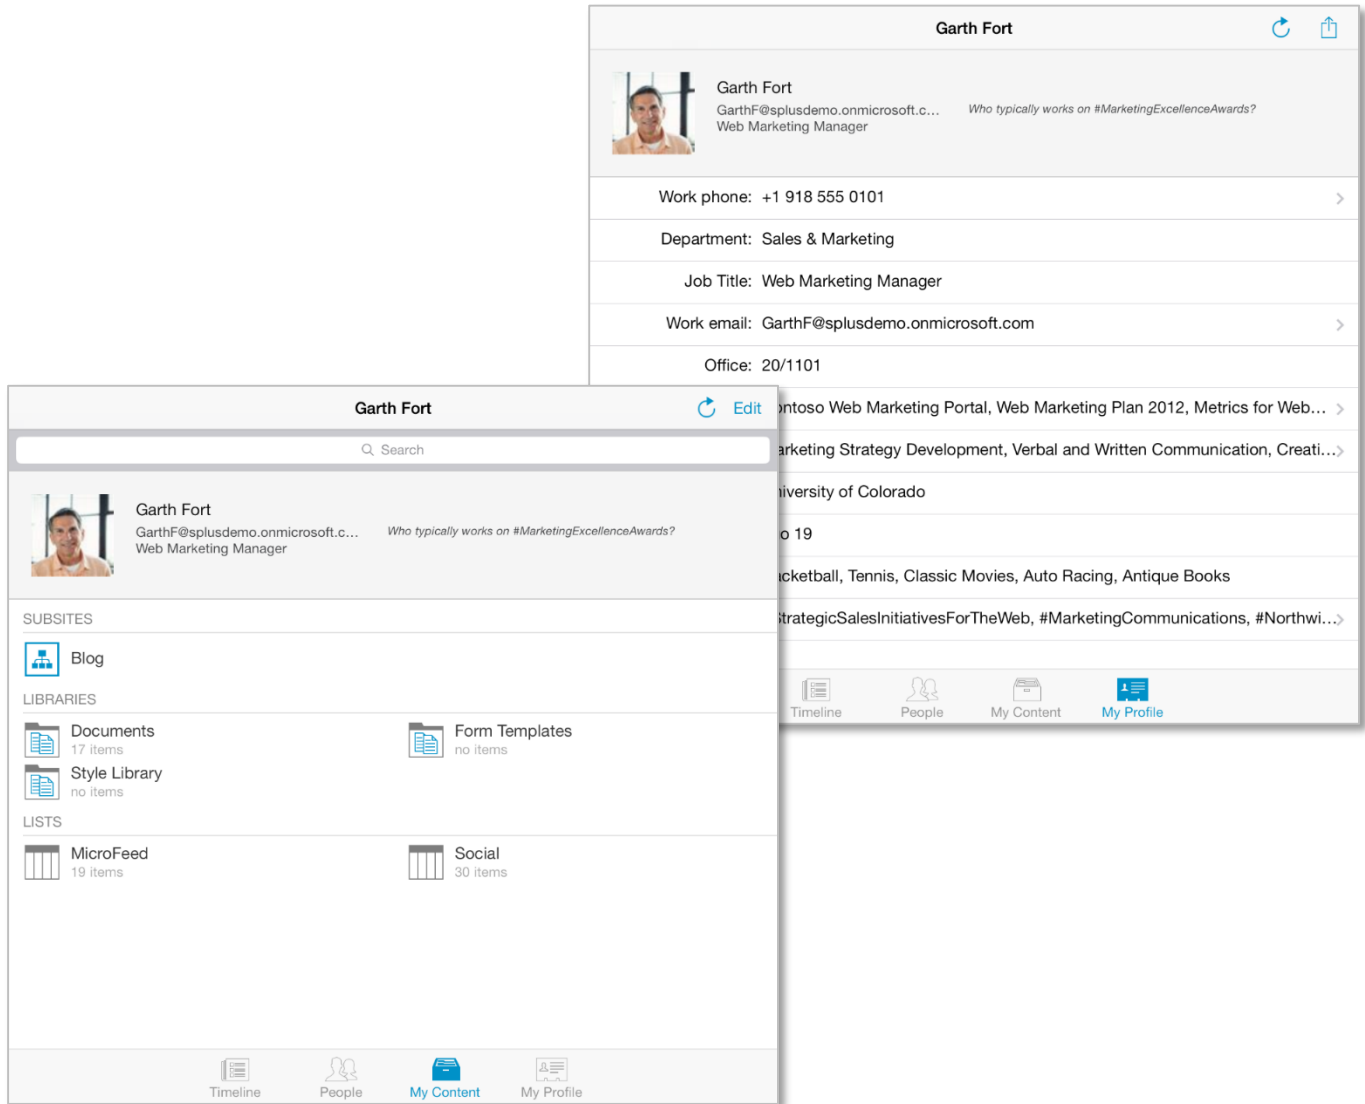 Garth Fort
Garth Fort
GarthF@splusdemo.onmicrosoft.c... Who typically works on #MarketingExcellenceAwards?
Web Marketing Manager
Work phone: +1 918 555 0101
Department: Sales & Marketing
Job Title: Web Marketing Manager
Work email: GarthF@splusdemo.onmicrosoft.com
Office: 20/1101
Web Marketing Portal, Web Marketing Plan 2012, Metrics for Web...
Strategy Development, Verbal and Written Communication, Creati...
of Colorado
19
Tennis, Classic Movies, Auto Racing, Antique Books
#MarketingCommunications, #Northwi...
Timeline People My Content My Profile
Garth Fort Edit
Search
Garth Fort
GarthF@splusdemo.onmicrosoft.c... Who typically works on #MarketingExcellenceAwards?
Web Marketing Manager
SUBSITES
Blog
LIBRARIES
Documents Form Templates
17 items no items
Style Library
no items
LISTS
MicroFeed Social
19 items 30 items
Timeline People My Content My Profile